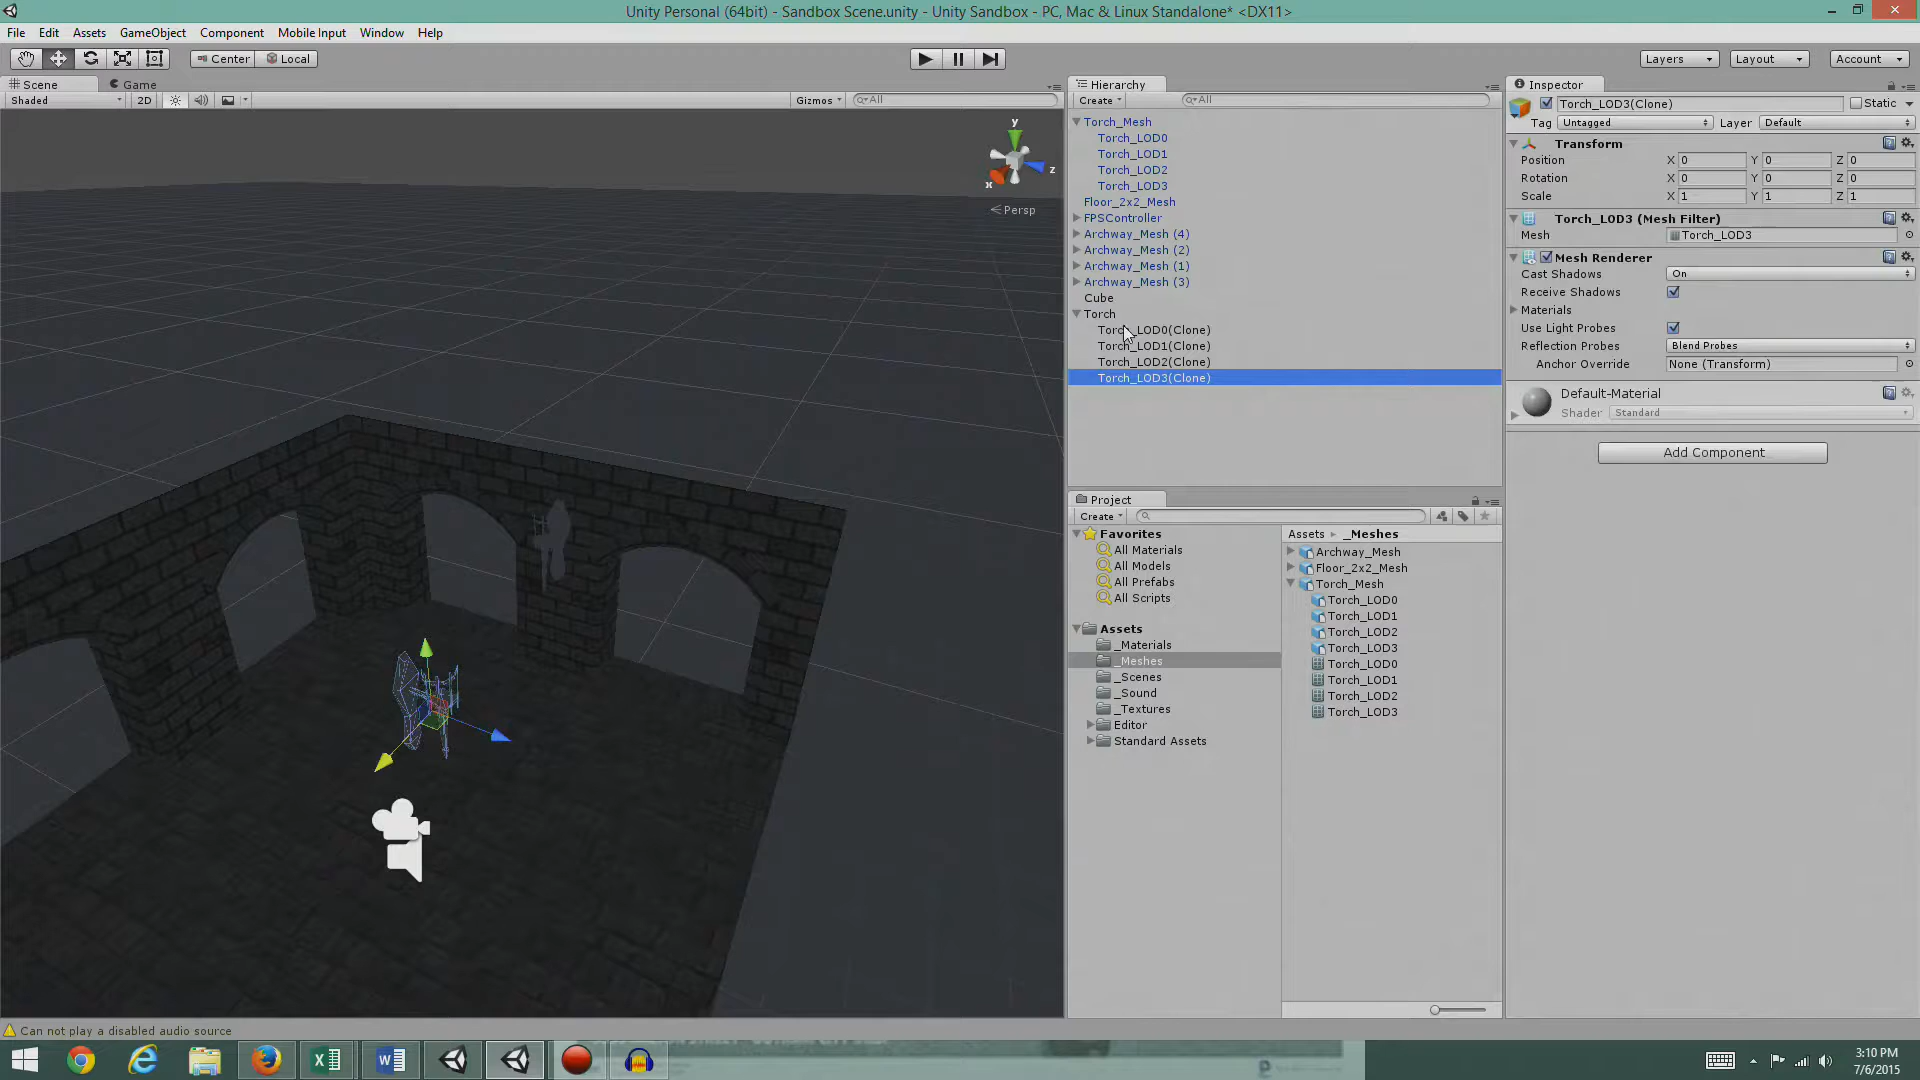 Unity Personal (64bit) - Sandbox Scene.unity - Unity Sandbox - PC, Mac & Linux Standalone* <DX11>
File Edit Assets GameObject Component Mobile Input Window Help
Center Local Layers Layout Account
Scene Game
Shaded 2D Gizmos All
y
x
z
Persp
Hierarchy
Create All
Torch_Mesh
Torch_LOD0
Torch_LOD1
Torch_LOD2
Torch_LOD3
Floor_2x2_Mesh
FPSController
Archway_Mesh (4)
Archway_Mesh (2)
Archway_Mesh (1)
Archway_Mesh (3)
Cube
Torch
Torch_LOD0(Clone)
Torch_LOD1(Clone)
Torch_LOD2(Clone)
Torch_LOD3(Clone)
Project
Create
Favorites
All Materials
All Models
All Prefabs
All Scripts
Assets
_Materials
_Meshes
_Scenes
_Sound
_Textures
Editor
Standard Assets
Assets _Meshes
Archway_Mesh
Floor_2x2_Mesh
Torch_Mesh
Torch_LOD0
Torch_LOD1
Torch_LOD2
Torch_LOD3
Torch_LOD0
Torch_LOD1
Torch_LOD2
Torch_LOD3
Inspector
Torch_LOD3(Clone) Static
Tag Untagged Layer Default
Transform
Position X 0 Y 0 Z 0
Rotation X 0 Y 0 Z 0
Scale X 1 Y 1 Z 1
Torch_LOD3 (Mesh Filter)
Mesh Torch_LOD3
Mesh Renderer
Cast Shadows On
Receive Shadows
Materials
Use Light Probes
Reflection Probes Blend Probes
Anchor Override None (Transform)
Default-Material
Shader Standard
Add Component
Can not play a disabled audio source
3:10 PM
7/6/2015